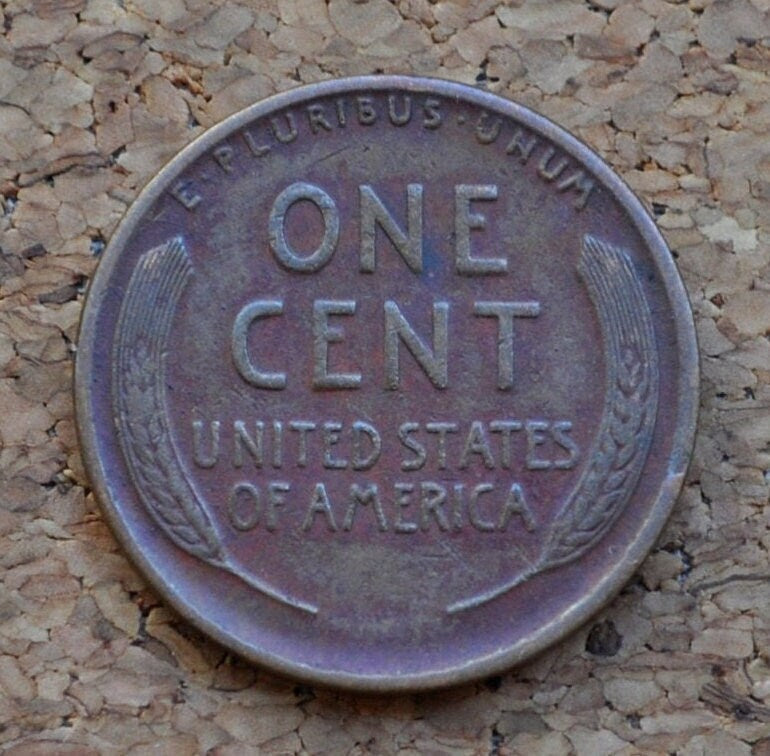 E·PLURIBUS·UNUM
ONE
CENT
UNITED STATES
OF AMERICA